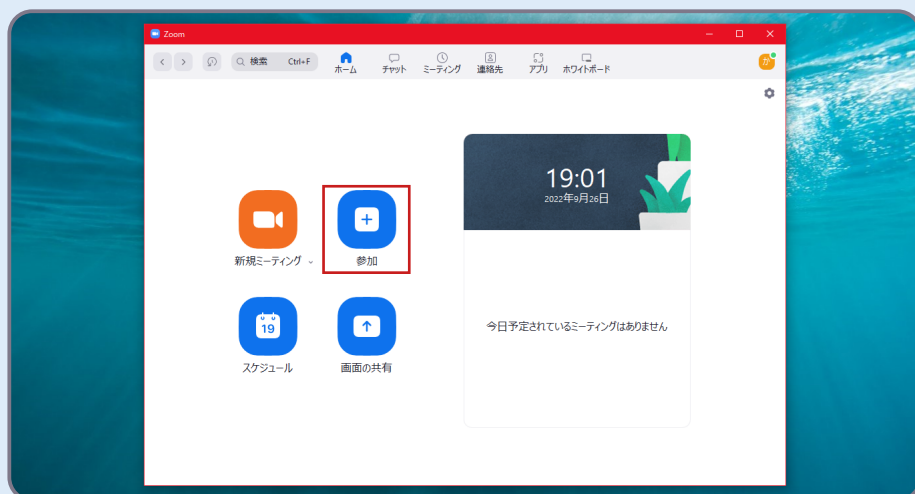 Zoom
検索 Ctrl+F
ホーム
チャット
ミーティング
連絡先
アプリ
ホワイトボード
か
19:01
2022年9月26日
新規ミーティング
参加
19
スケジュール
画面の共有
今日予定されているミーティングはありません